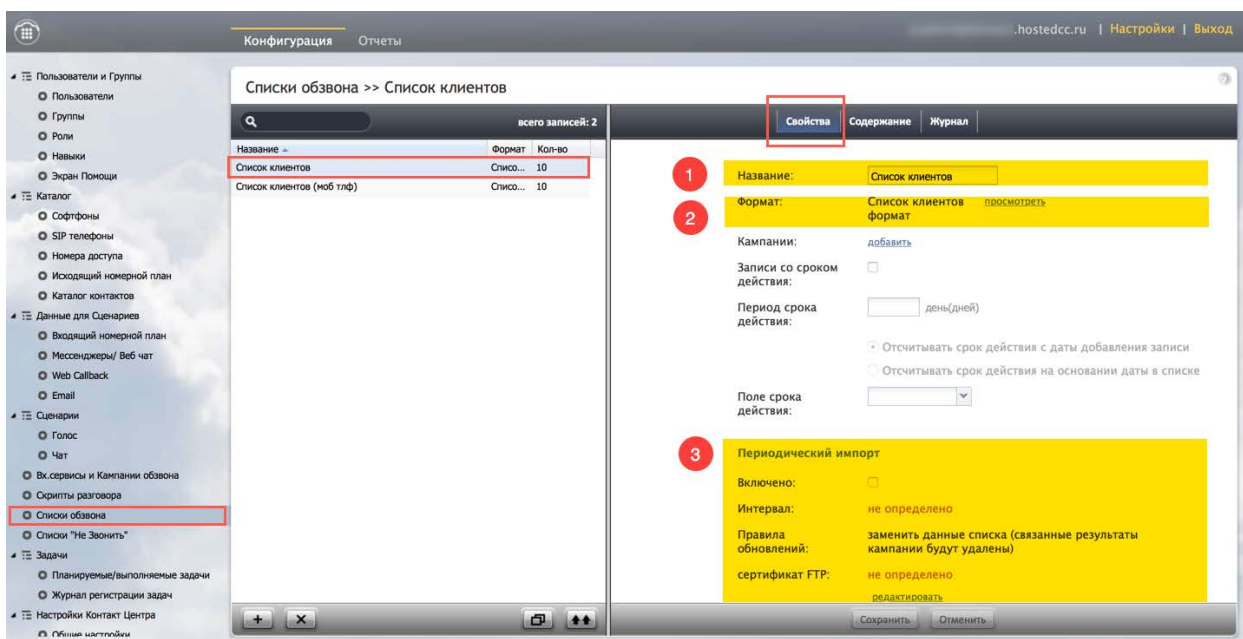 .hostedcc.ru | Настройки | Выход
Конфигурация Отчеты
Пользователи и Группы
Пользователи
Группы
Роли
Навыки
Экран Помощи
Каталог
Софтфоны
SIP телефоны
Номера доступа
Исходящий номерной план
Каталог контактов
Данные для Сценариев
Входящий номерной план
Мессенджеры/ Веб чат
Web Callback
Email
Сценарии
Голос
Чат
Вх.сервисы и Кампании обзвона
Скрипты разговора
Списки обзвона
Списки "Не Звонить"
Задачи
Планируемые/выполняемые задачи
Журнал регистрации задач
Настройки Контакт Центра
Общие настройки
Списки обзвона >> Список клиентов
всего записей: 2
Название Формат Кол-во
Список клиентов Списо... 10
Список клиентов (моб тлф) Списо... 10
Свойства Содержание Журнал
1
Название: Список клиентов
2
Формат: Список клиентов просмотреть
формат
Кампании: добавить
Записи со сроком
действия:
Период срока день(дней)
действия:
Отсчитывать срок действия с даты добавления записи
Отсчитывать срок действия на основании даты в списке
Поле срока
действия:
3
Периодический импорт
Включено:
Интервал: не определено
Правила заменить данные списка (связанные результаты
обновлений: кампании будут удалены)
сертификат FTP: не определено
редактировать
Сохранить Отменить